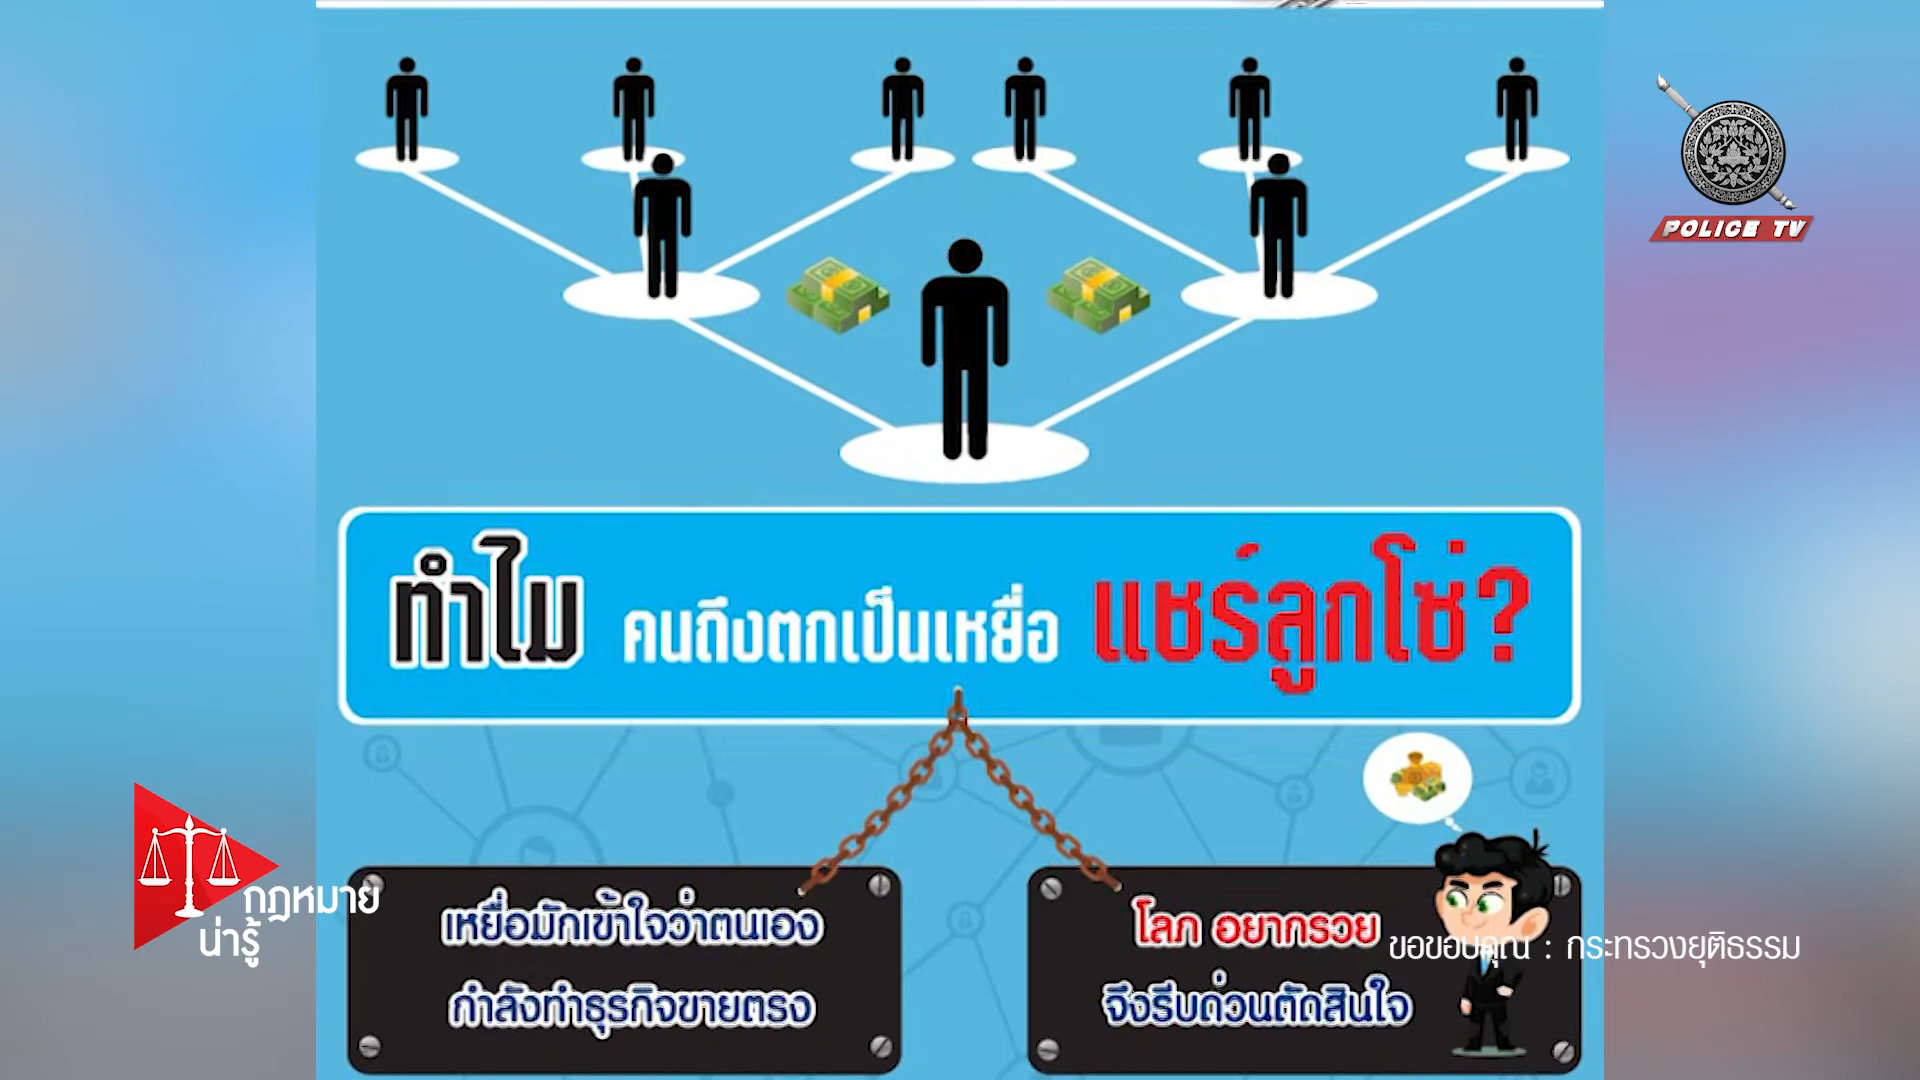 POLICE TV
ทำไม คนถึงตกเป็นเหยื่อ แชร์ลูกโซ่?
เหยื่อมักเข้าใจว่าตนเอง
กำลังทำธุรกิจขายตรง
โลภ อยากรวย
จึงรีบด่วนตัดสินใจ
กฎหมาย
น่ารู้
ขอขอบคุณ : กระทรวงยุติธรรม